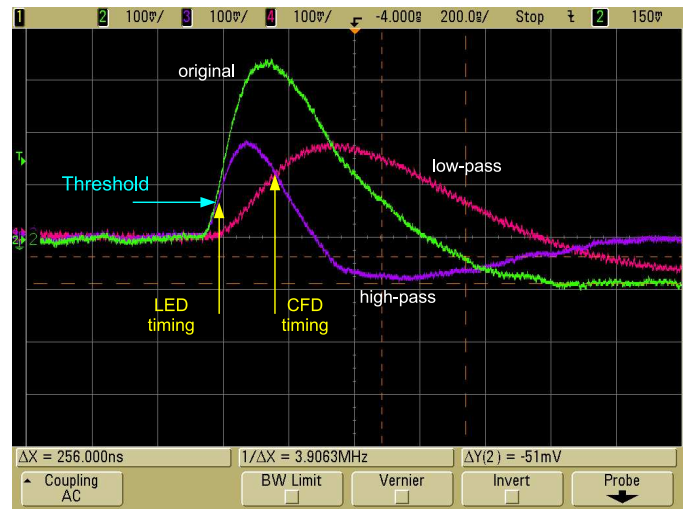 1 2 100mV/ 3 100mV/ 4 100mV/ -4.000s 200.0s/ Stop 2 150mV
original
T
low-pass
Threshold
2
LED timing
CFD timing
high-pass
ΔX = 256.000ns 1/ΔX = 3.9063MHz ΔY(2) = -51mV
Coupling
AC
BW Limit
Vernier
Invert
Probe